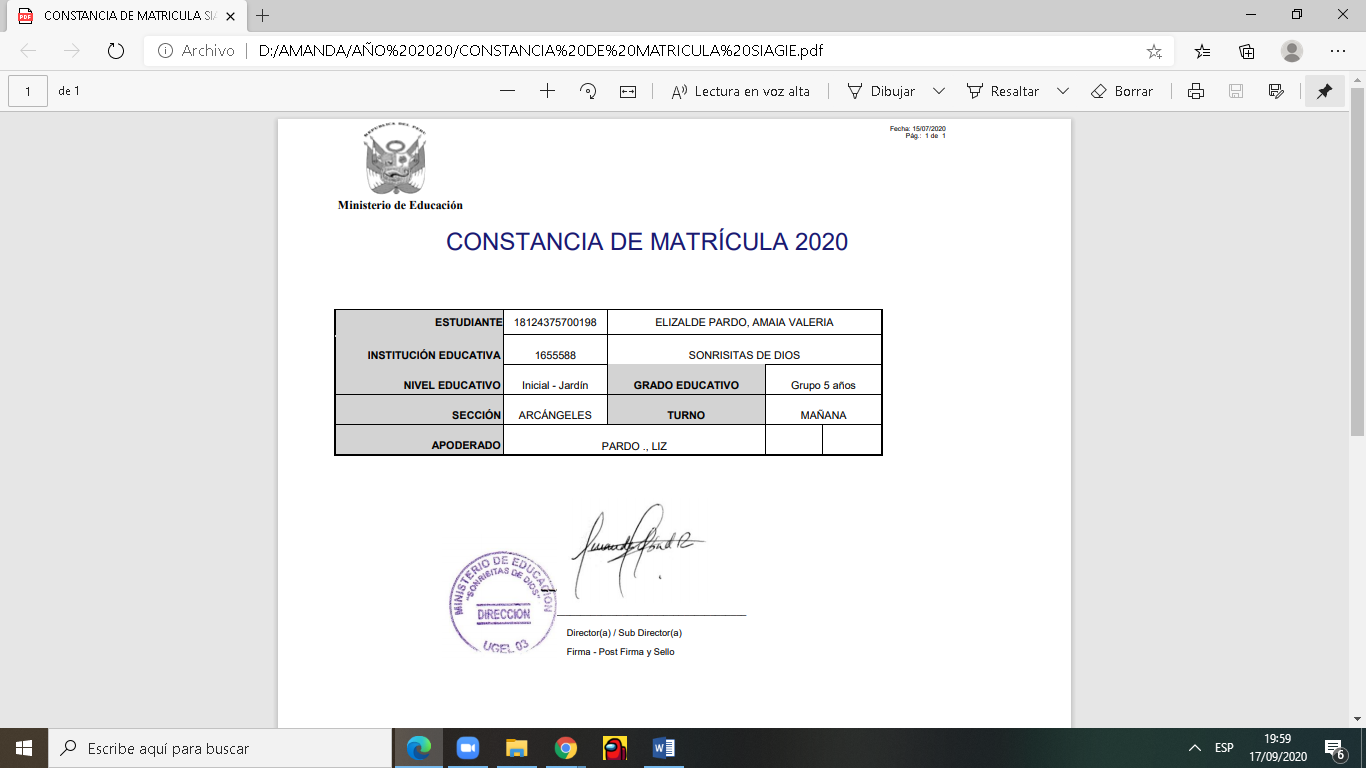 CONSTANCIA DE MATRICULA SIA
Archivo D:/AMANDA/AÑO%202020/CONSTANCIA%20DE%20MATRICULA%20SIAGIE.pdf
1 de 1 Lectura en voz alta Dibujar Resaltar Borrar
REPUBLICA DEL PERU
Fecha: 15/07/2020
Pág.: 1 de 1
Ministerio de Educación
CONSTANCIA DE MATRÍCULA 2020
ESTUDIANTE 18124375700198 ELIZALDE PARDO, AMAIA VALERIA
INSTITUCIÓN EDUCATIVA 1655588 SONRISITAS DE DIOS
NIVEL EDUCATIVO Inicial - Jardín GRADO EDUCATIVO Grupo 5 años
SECCIÓN ARCÁNGELES TURNO MAÑANA
APODERADO PARDO ., LIZ
MINISTERIO DE EDUCACION
"SONRISITAS DE DIOS"
DIRECCION
UGEL 03
Director(a) / Sub Director(a)
Firma - Post Firma y Sello
Escribe aquí para buscar
ESP
19:59
17/09/2020
6